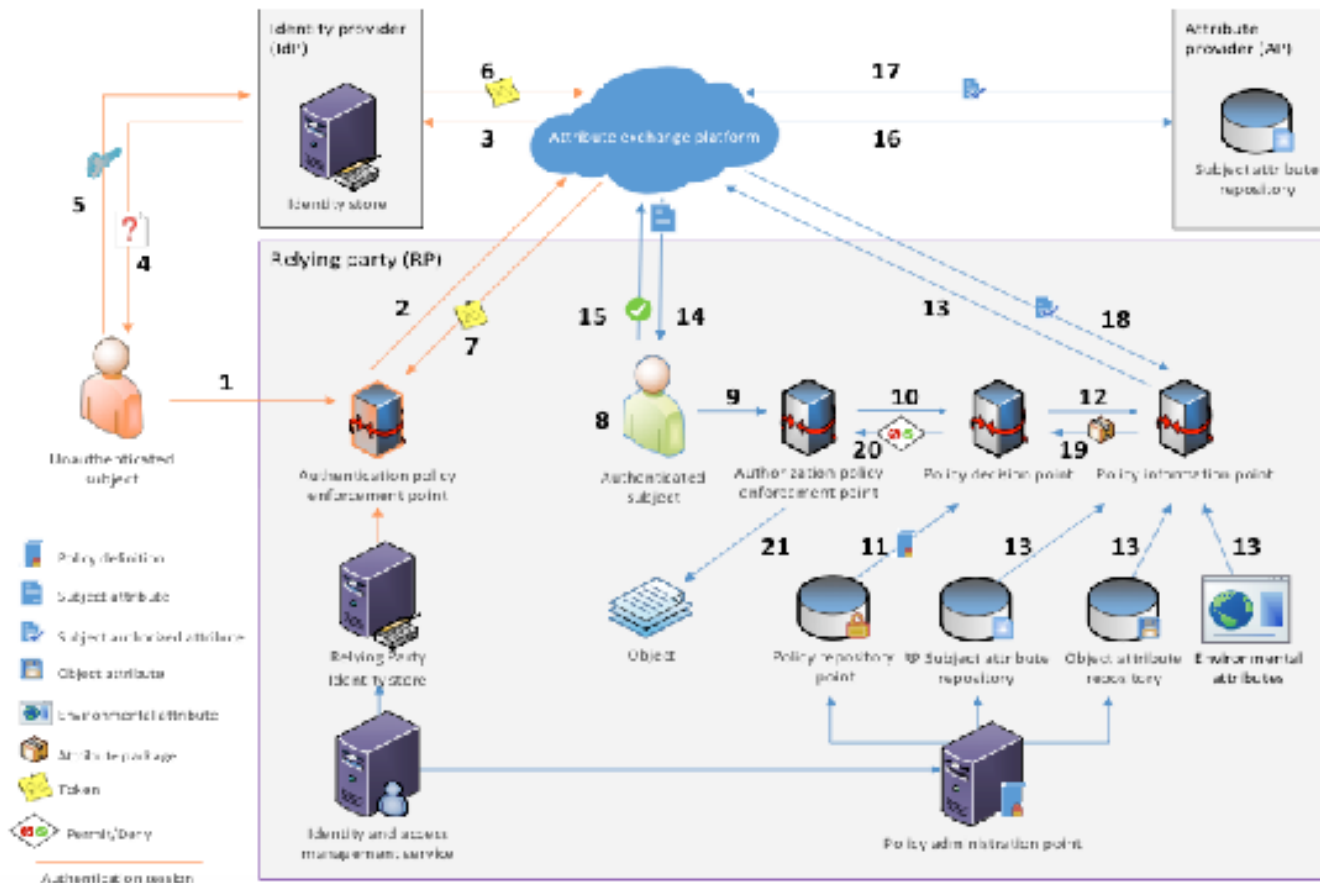 Identity provider
(IdP)
Identity store
6
3
Attribute exchange platform
17
16
Attribute
provider (AP)
Subject attribute
repository
5
4
Unauthenticated
subject
1
Relying party (RP)
2
7
15
14
13
18
8
9
10
12
20
19
Authentication policy
enforcement point
Authenticated
subject
Authorization policy
enforcement point
Policy decision point
Policy information point
21
11
13
13
13
Relying Party
Identity store
Object
Policy repository
point
RP Subject attribute
repository
Object attribute
repository
Environmental
attributes
Identity and access
management service
Policy administration point
Policy definition
Subject attribute
Subject authorized attribute
Object attribute
Environmental attribute
Attribute package
Token
Permit/Deny
Authentication session